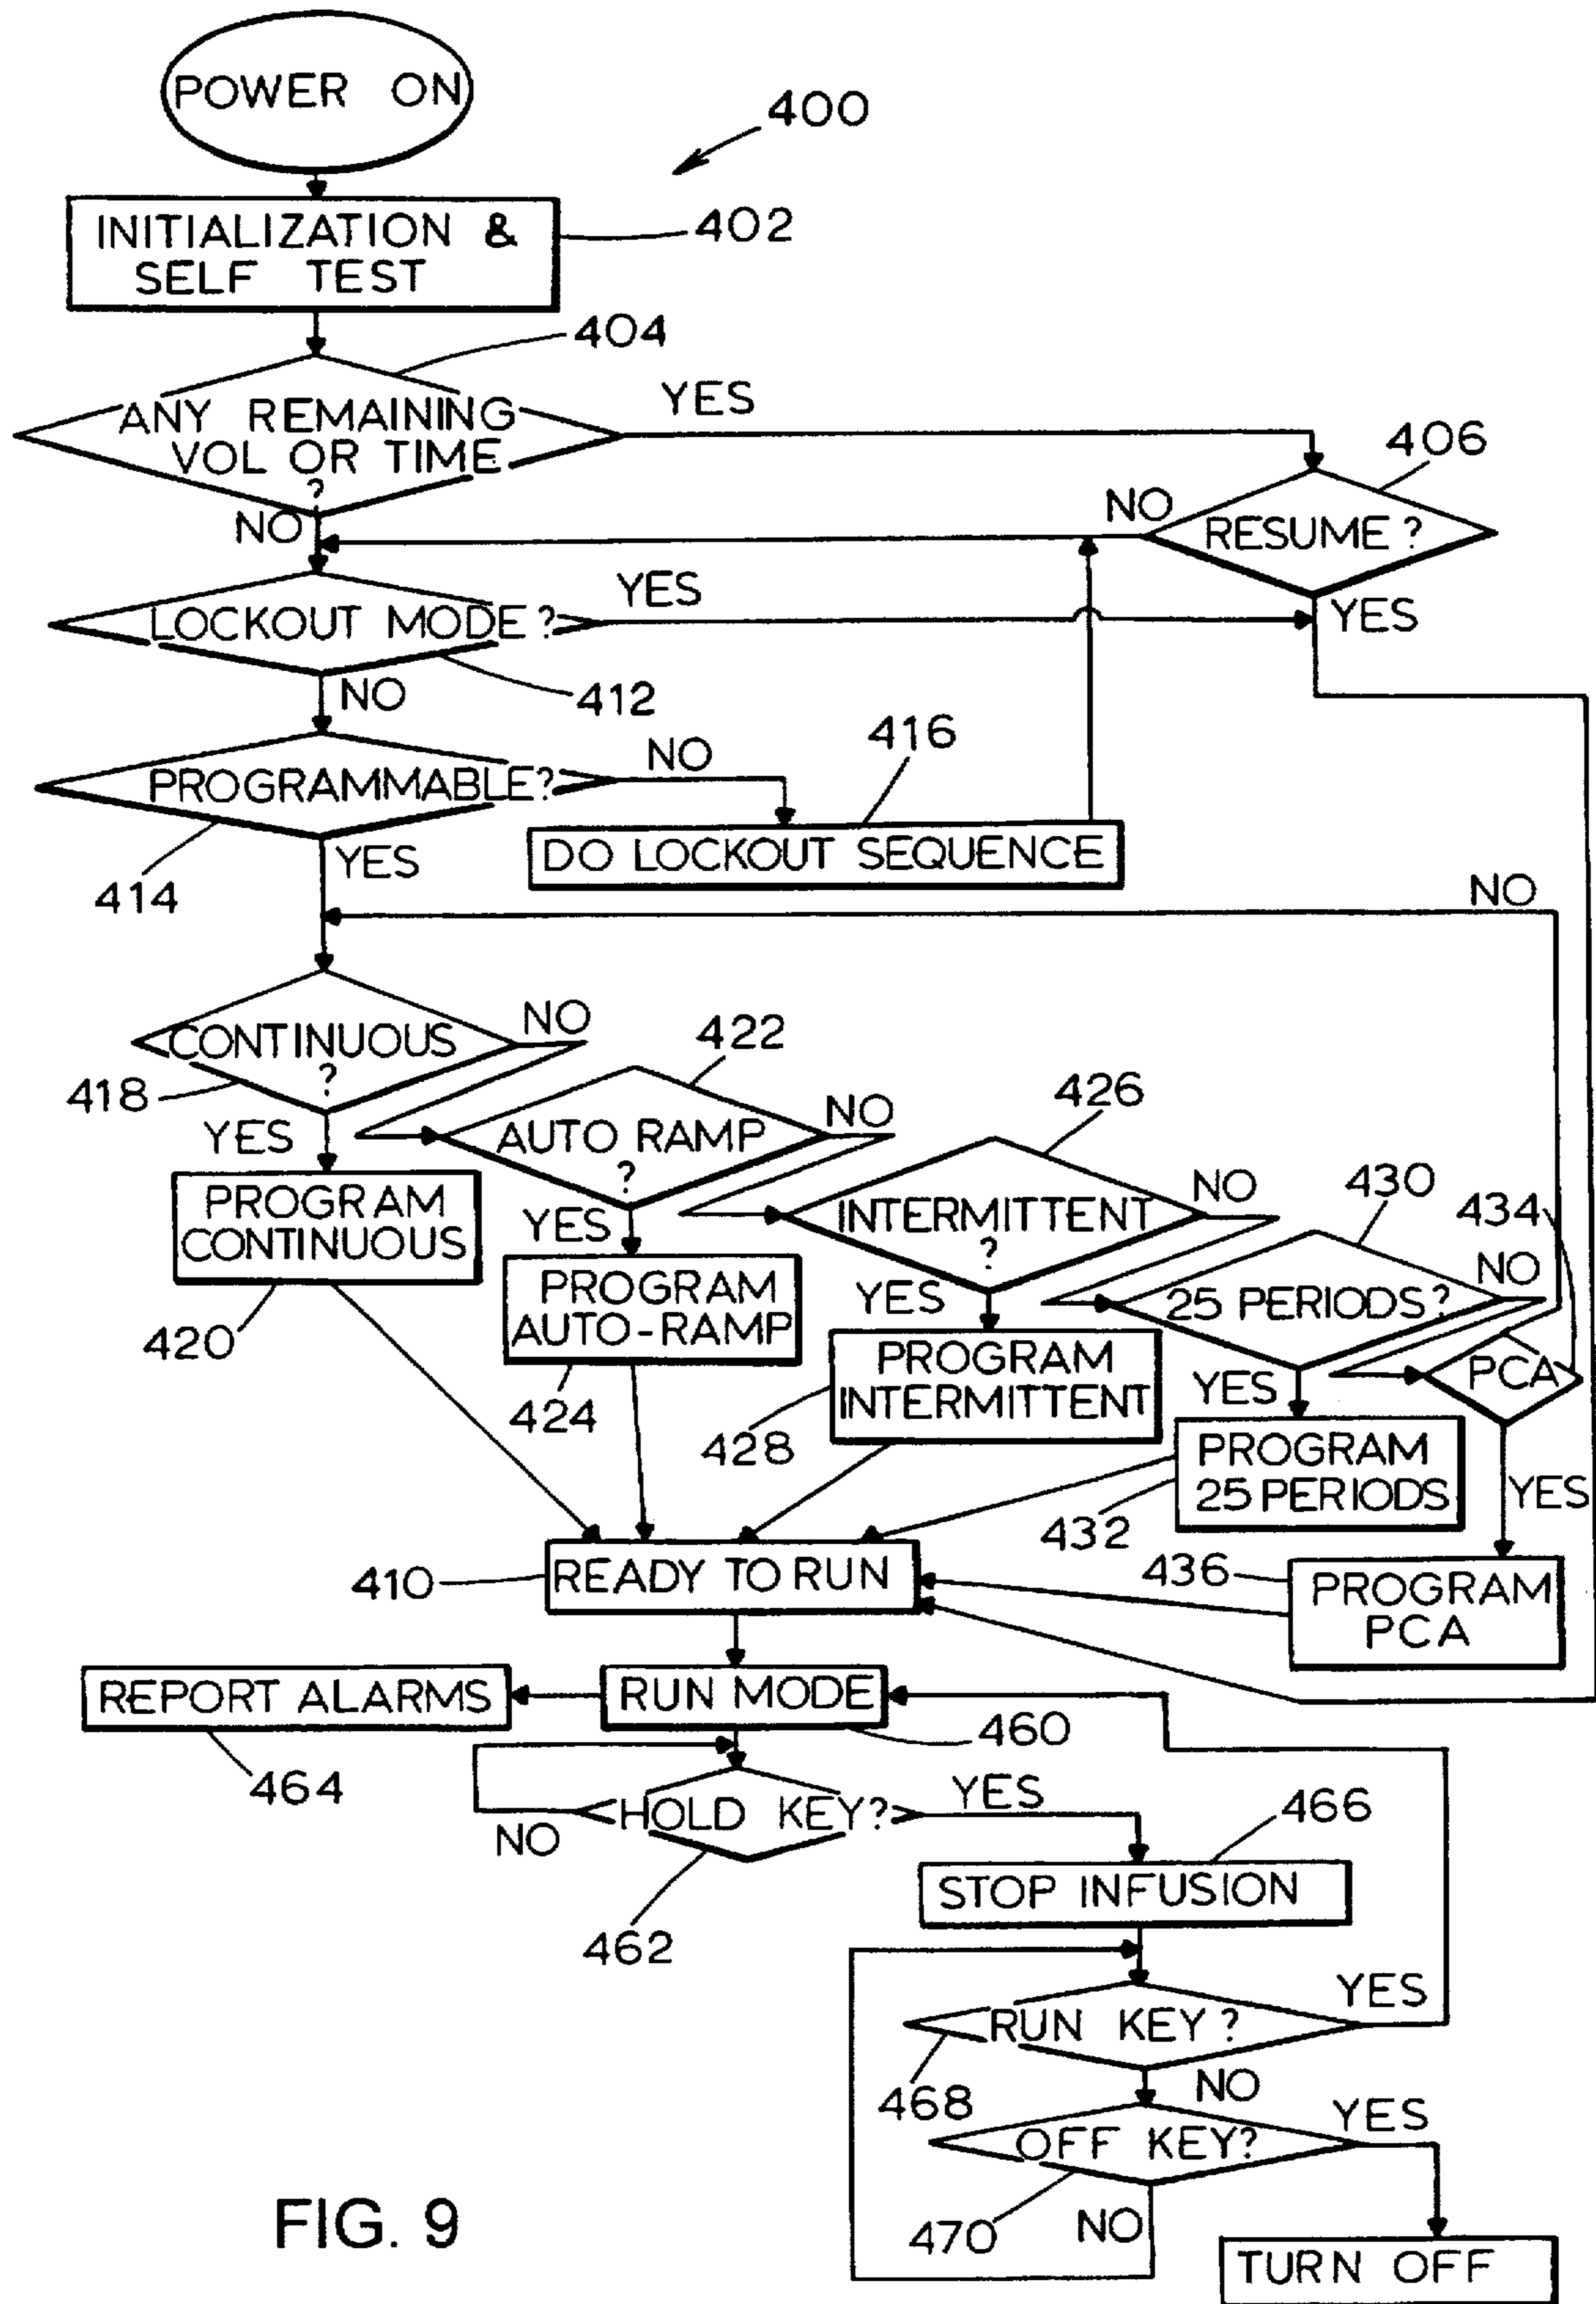 POWER ON
400
INITIALIZATION &
SELF TEST
402
404
ANY REMAINING
VOL OR TIME
?
YES
406
NO
RESUME?
NO
YES
LOCKOUT MODE?
YES
412
NO
416
PROGRAMMABLE?
NO
414
YES
DO LOCKOUT SEQUENCE
NO
CONTINUOUS
?
NO
418
YES
422
AUTO RAMP
?
NO
YES
426
INTERMITTENT
?
NO
YES
430
434
25 PERIODS?
NO
YES
PCA
YES
PROGRAM
CONTINUOUS
420
PROGRAM
AUTO-RAMP
424
PROGRAM
INTERMITTENT
428
PROGRAM
25 PERIODS
432
436
PROGRAM
PCA
410
READY TO RUN
REPORT ALARMS
RUN MODE
460
464
HOLD KEY?
YES
NO
462
466
STOP INFUSION
RUN KEY?
YES
468
NO
OFF KEY?
YES
470
NO
TURN OFF
FIG. 9